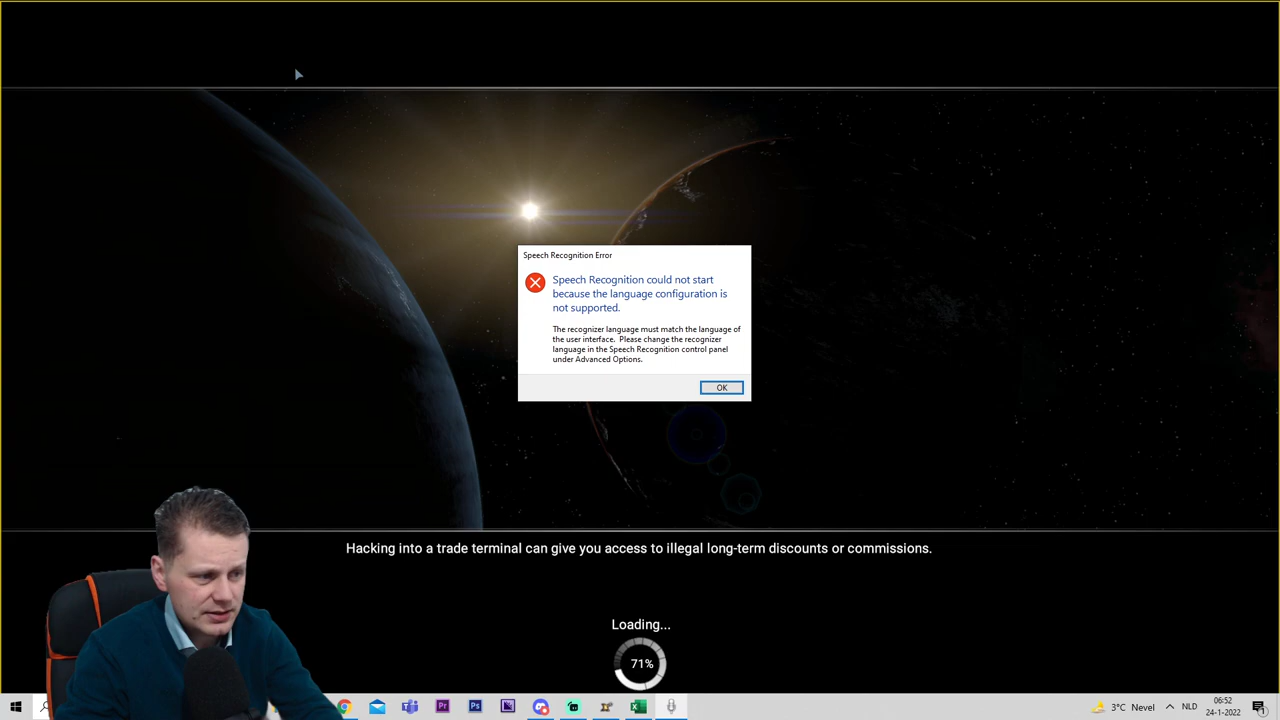 Speech Recognition Error
Speech Recognition could not start
because the language configuration is
not supported.
The recognizer language must match the language of
the user interface.  Please change the recognizer
language in the Speech Recognition control panel
under Advanced Options.
OK
Hacking into a trade terminal can give you access to illegal long-term discounts or commissions.
Loading...
71%
Pr
Ps
3°C Nevel
NLD
06:52
24-1-2022
1